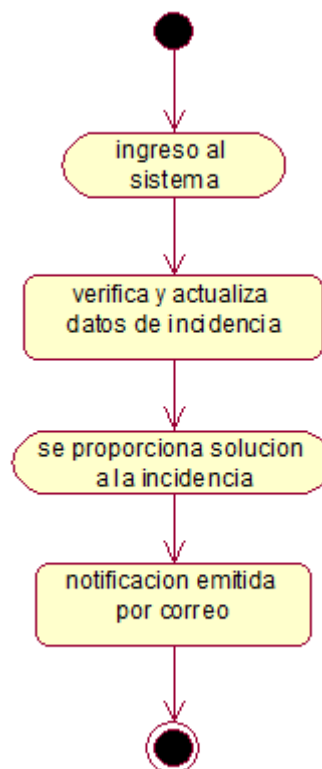 ingreso al
sistema
verifica y actualiza
datos de incidencia
se proporciona solucion
a la incidencia
notificacion emitida
por correo